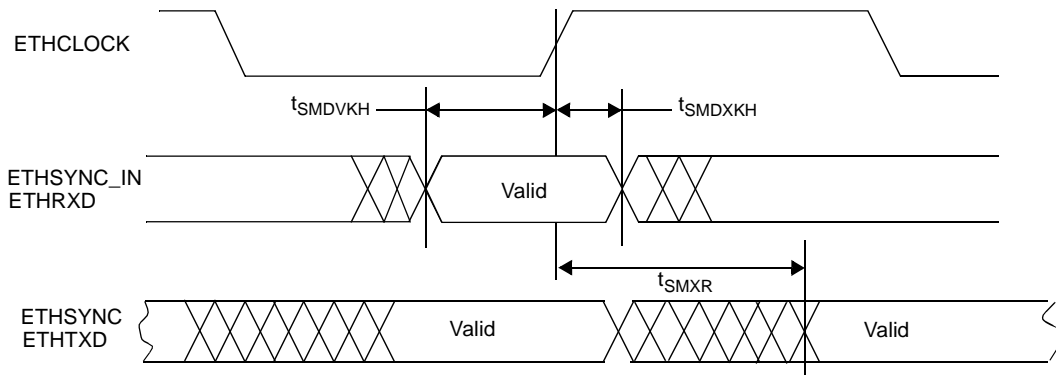 ETHCLOCK
tSMDVKH
tSMDXKH
ETHSYNC_IN
ETHRXD
Valid
tSMXR
ETHSYNC
ETHTXD
Valid
Valid